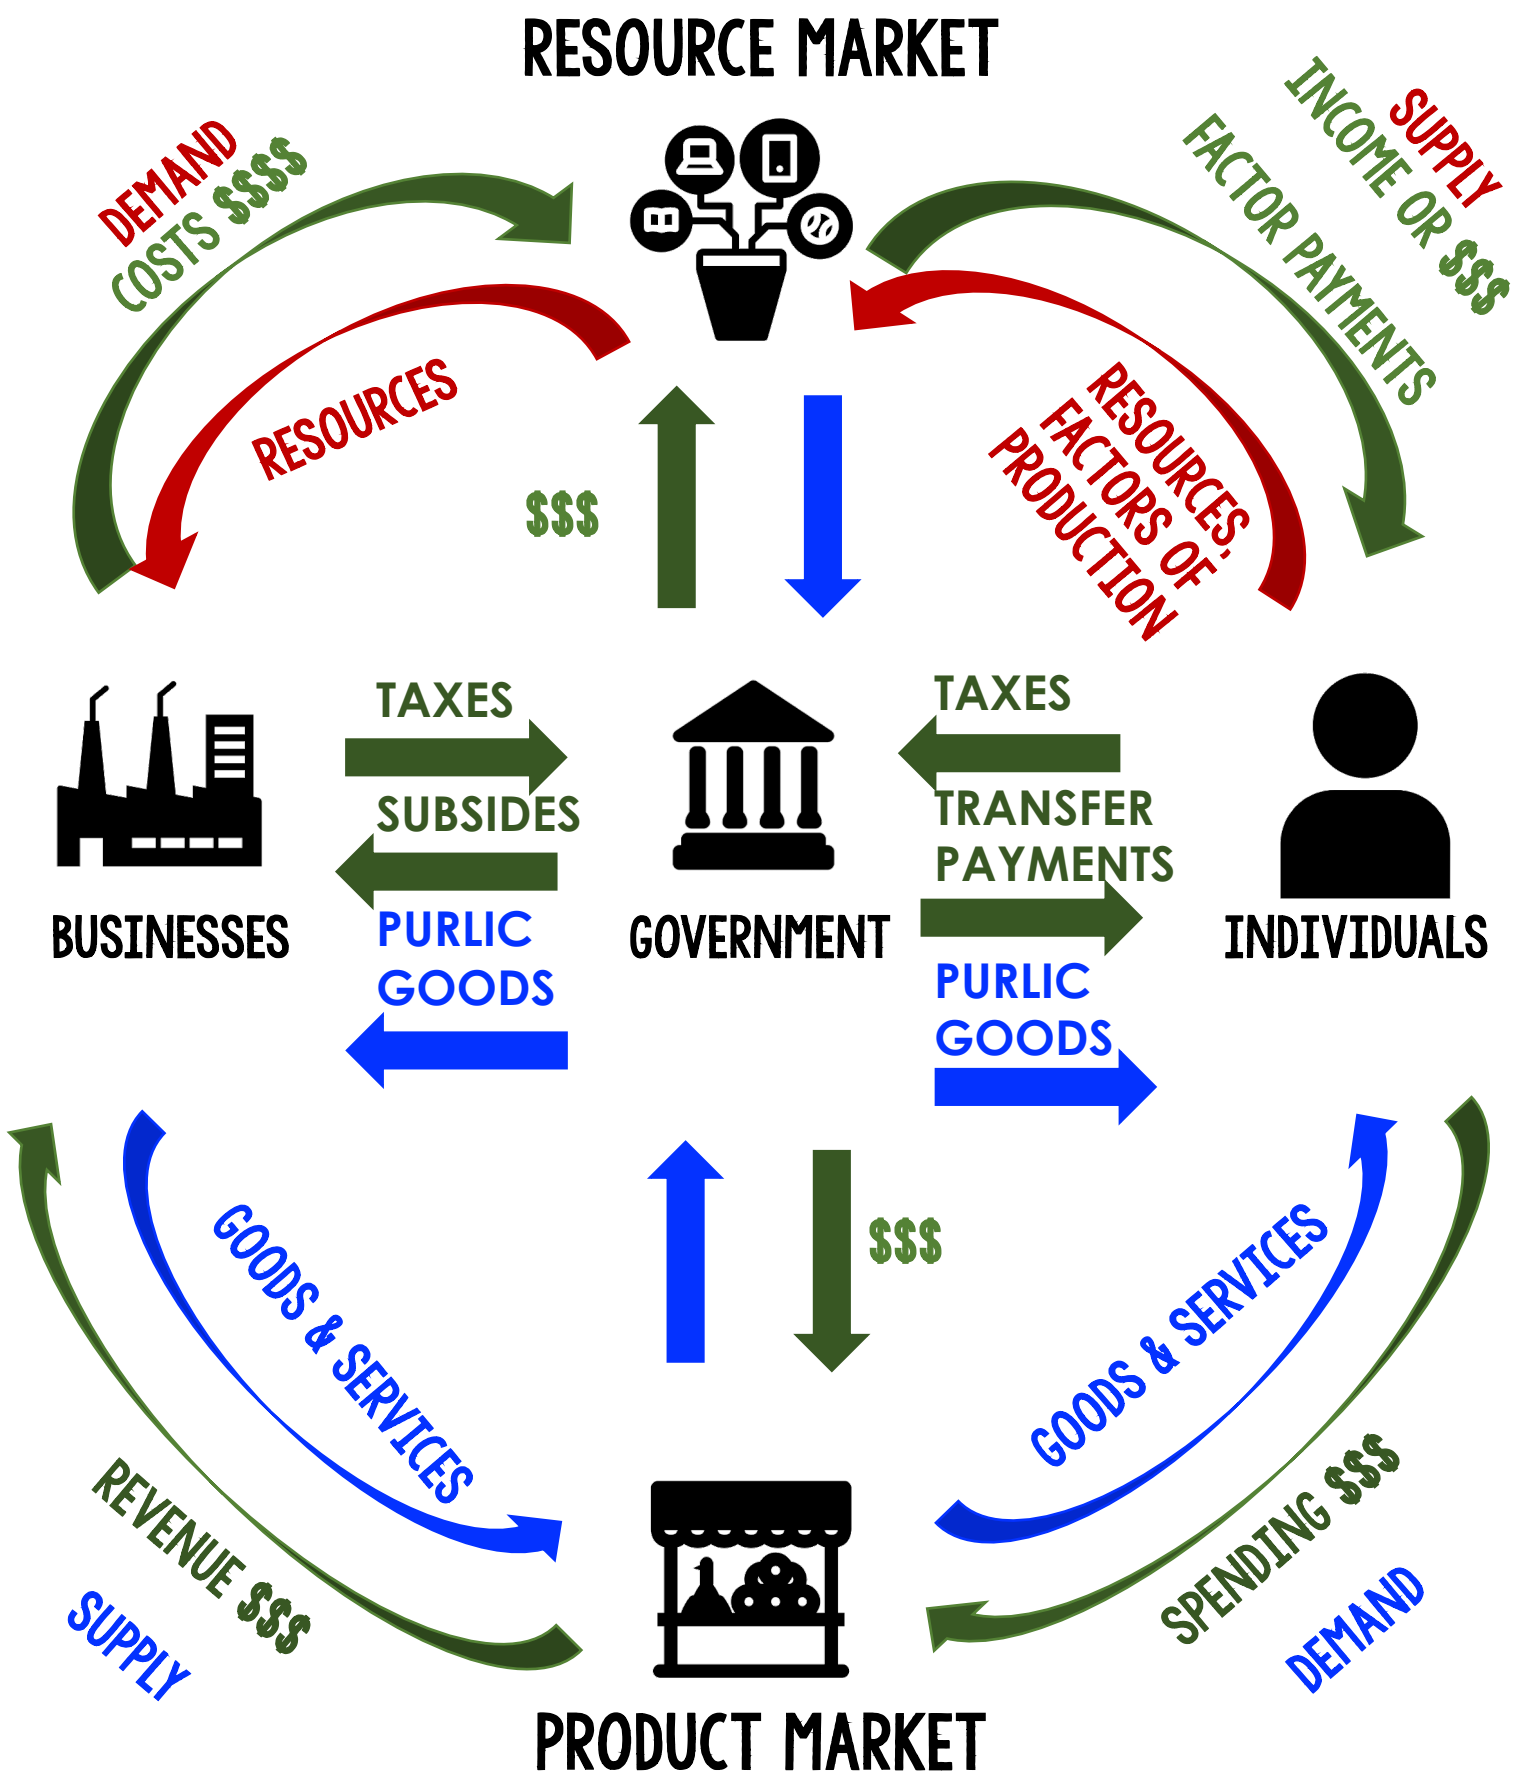 RESOURCE MARKET
DEMAND
COSTS $$$$
SUPPLY
INCOME OR $$$
FACTOR PAYMENTS
RESOURCES
RESOURCES,
FACTORS OF
PRODUCTION
$$$
TAXES
SUBSIDES
PURLIC
GOODS
TAXES
TRANSFER
PAYMENTS
PURLIC
GOODS
BUSINESSES
GOVERNMENT
INDIVIDUALS
GOODS & SERVICES
REVENUE $$$
SUPPLY
$$$
GOODS & SERVICES
SPENDING $$$
DEMAND
PRODUCT MARKET